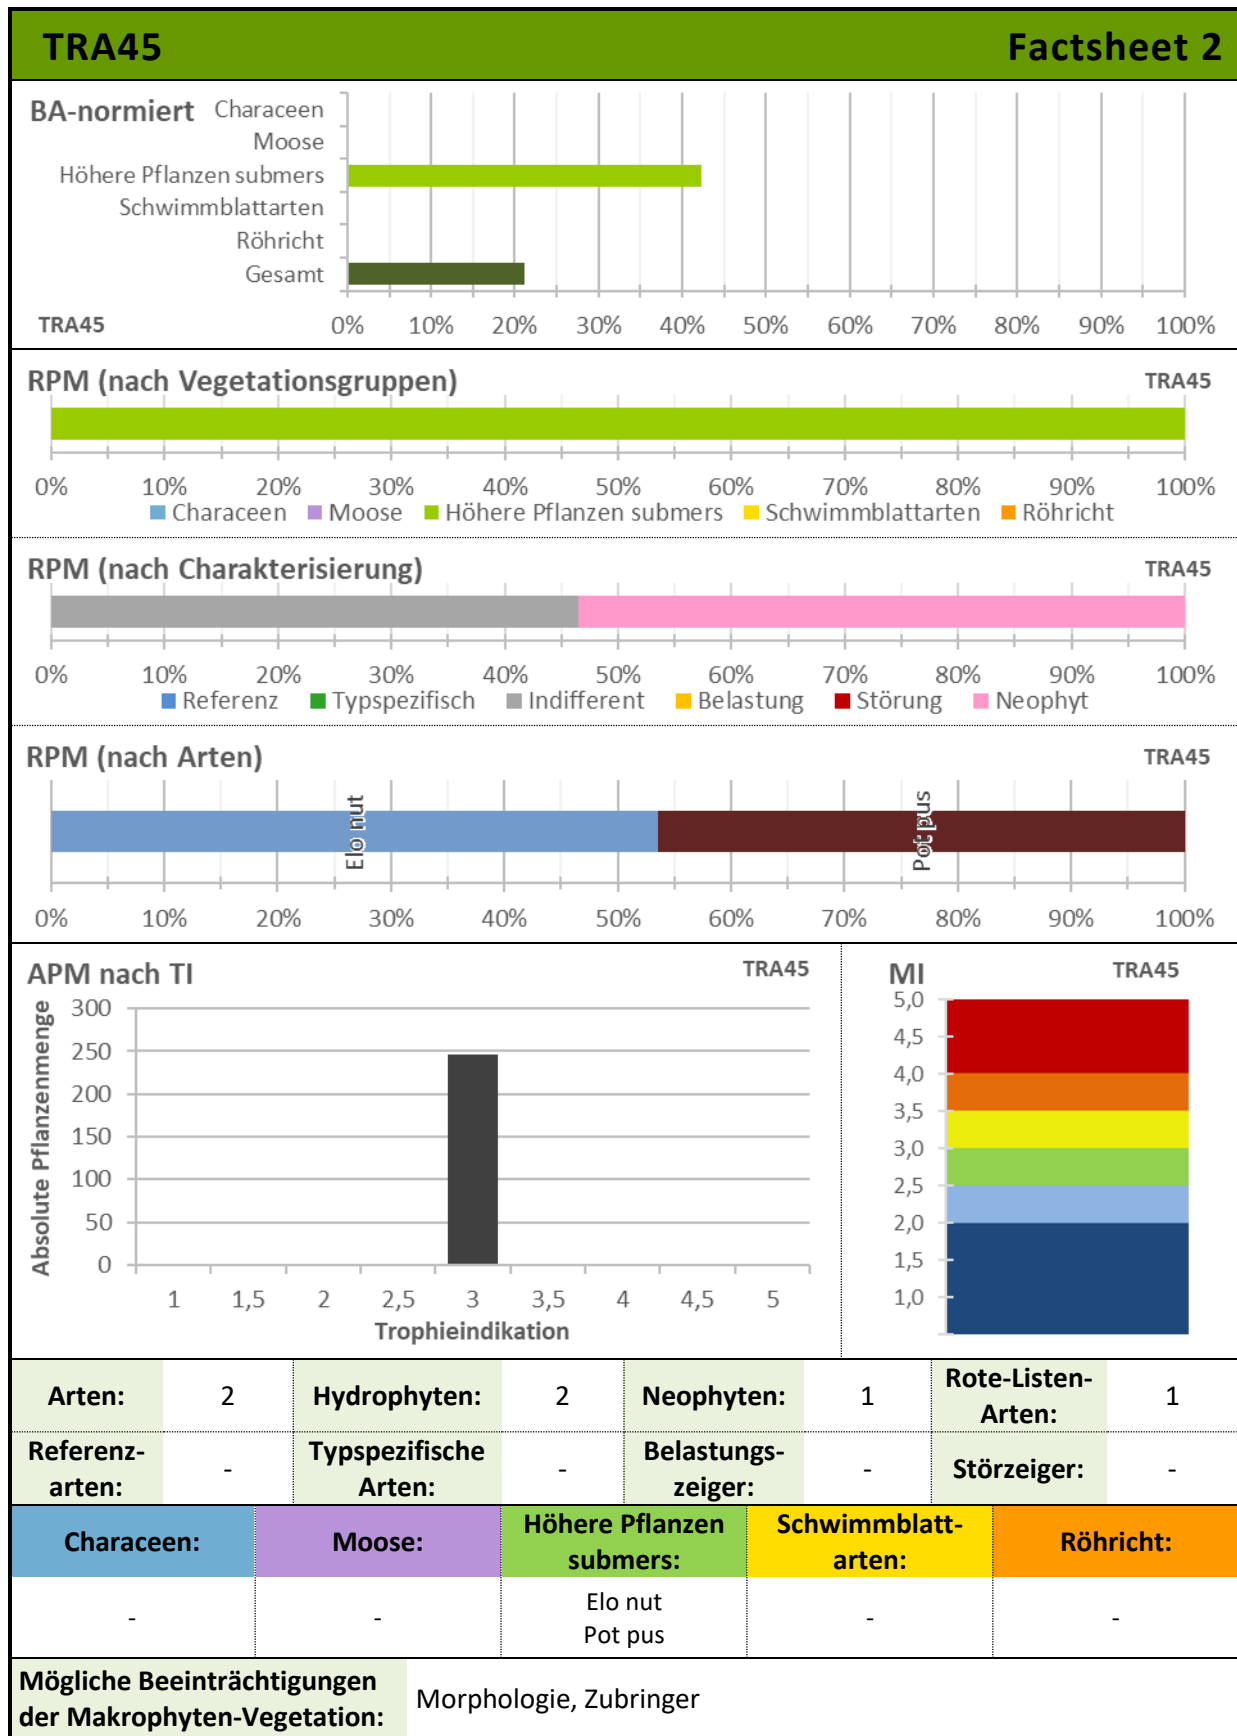 TRA45 Factsheet 2
BA-normiert
Characeen
Moose
Höhere Pflanzen submers
Schwimmblattarten
Röhricht
Gesamt
TRA45
0% 10% 20% 30% 40% 50% 60% 70% 80% 90% 100%
RPM (nach Vegetationsgruppen) TRA45
0% 10% 20% 30% 40% 50% 60% 70% 80% 90% 100%
Characeen Moose Höhere Pflanzen submers Schwimmblattarten Röhricht
RPM (nach Charakterisierung) TRA45
0% 10% 20% 30% 40% 50% 60% 70% 80% 90% 100%
Referenz Typspezifisch Indifferent Belastung Störung Neophyt
RPM (nach Arten) TRA45
Elo nut
Pot pus
0% 10% 20% 30% 40% 50% 60% 70% 80% 90% 100%
APM nach TI TRA45
Absolute Pflanzenmenge
300
250
200
150
100
50
0
1 1,5 2 2,5 3 3,5 4 4,5 5
Trophieindikation
MI TRA45
5,0
4,5
4,0
3,5
3,0
2,5
2,0
1,5
1,0
Arten: 2 Hydrophyten: 2 Neophyten: 1 Rote-Listen-
Arten: 1
Referenz-
arten: - Typspezifische
Arten: - Belastungs-
zeiger: - Störzeiger: -
Characeen: Moose: Höhere Pflanzen
submers: Schwimmblatt-
arten: Röhricht:
- - Elo nut
Pot pus - -
Mögliche Beeinträchtigungen
der Makrophyten-Vegetation: Morphologie, Zubringer